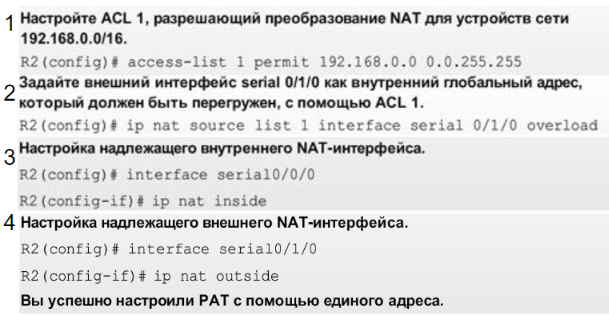 1 Настройте ACL 1, разрешающий преобразование NAT для устройств сети
192.168.0.0/16.
R2(config)# access-list 1 permit 192.168.0.0 0.0.255.255
2 Задайте внешний интерфейс serial 0/1/0 как внутренний глобальный адрес,
который должен быть перегружен, с помощью ACL 1.
R2(config)# ip nat source list 1 interface serial 0/1/0 overload
3 Настройка надлежащего внутреннего NAT-интерфейса.
R2(config)# interface serial0/0/0
R2(config-if)# ip nat inside
4 Настройка надлежащего внешнего NAT-интерфейса.
R2(config)# interface serial0/1/0
R2(config-if)# ip nat outside
Вы успешно настроили PAT с помощью единого адреса.